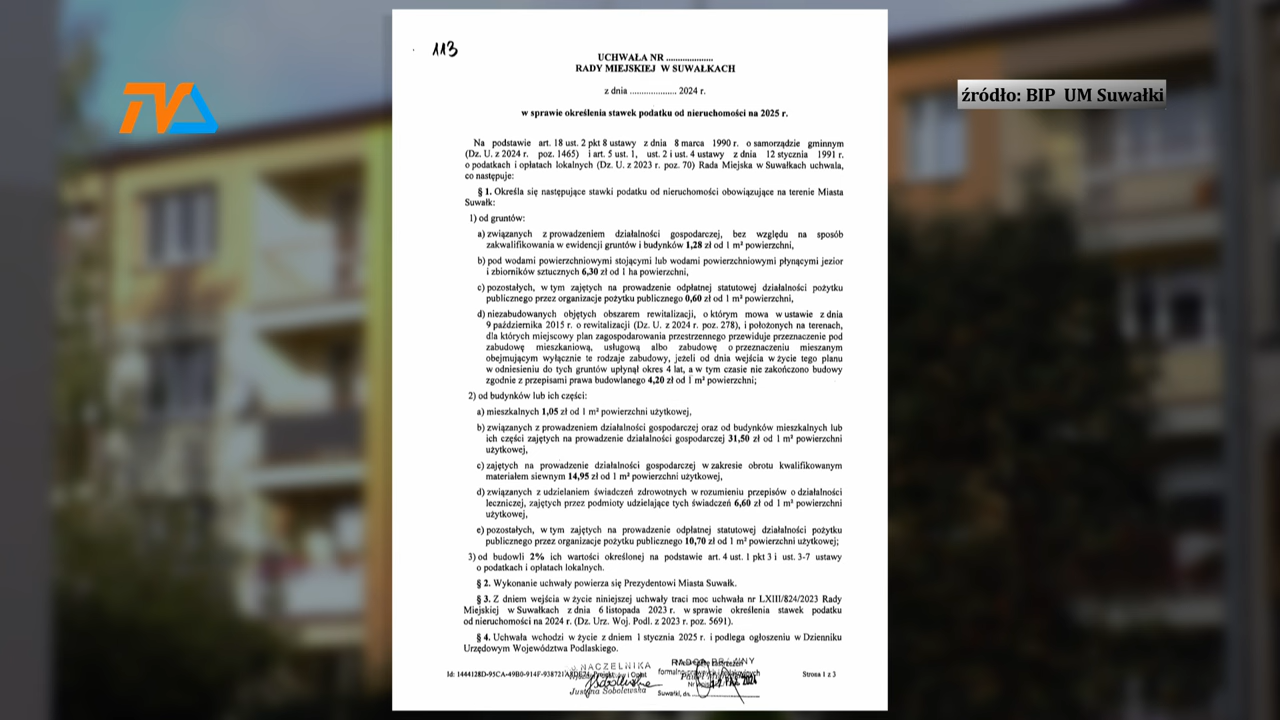 113
UCHWAŁA NR ....................
RADY MIEJSKIEJ W SUWAŁKACH
z dnia .................... 2024 r.
w sprawie określenia stawek podatku od nieruchomości na 2025 r.
TVA
źródło: BIP UM Suwałki
Na podstawie art. 18 ust. 2 pkt 8 ustawy z dnia 8 marca 1990 r. o samorządzie gminnym
(Dz. U. z 2024 r. poz. 1465) i art. 5 ust. 1, ust. 2 i ust. 4 ustawy z dnia 12 stycznia 1991 r.
o podatkach i opłatach lokalnych (Dz. U. z 2023 r. poz. 70) Rada Miejska w Suwałkach uchwala,
co następuje:
§ 1. Określa się następujące stawki podatku od nieruchomości obowiązujące na terenie Miasta
Suwałk:
1) od gruntów:
a) związanych z prowadzeniem działalności gospodarczej, bez względu na sposób
zakwalifikowania w ewidencji gruntów i budynków 1,28 zł od 1 m² powierzchni,
b) pod wodami powierzchniowymi stojącymi lub wodami powierzchniowymi płynącymi jezior
i zbiorników sztucznych 6,30 zł od 1 ha powierzchni,
c) pozostałych, w tym zajętych na prowadzenie odpłatnej statutowej działalności pożytku
publicznego przez organizacje pożytku publicznego 0,60 zł od 1 m² powierzchni,
d) niezabudowanych objętych obszarem rewitalizacji, o którym mowa w ustawie z dnia
9 października 2015 r. o rewitalizacji (Dz. U. z 2024 r. poz. 278), i położonych na terenach,
dla których miejscowy plan zagospodarowania przestrzennego przewiduje przeznaczenie pod
zabudowę mieszkaniową, usługową albo zabudowę o przeznaczeniu mieszanym
obejmującym wyłącznie te rodzaje zabudowy, jeżeli od dnia wejścia w życie tego planu
w odniesieniu do tych gruntów upłynął okres 4 lat, a w tym czasie nie zakończono budowy
zgodnie z przepisami prawa budowlanego 4,20 zł od 1 m² powierzchni;
2) od budynków lub ich części:
a) mieszkalnych 1,05 zł od 1 m² powierzchni użytkowej,
b) związanych z prowadzeniem działalności gospodarczej oraz od budynków mieszkalnych lub
ich części zajętych na prowadzenie działalności gospodarczej 31,50 zł od 1 m² powierzchni
użytkowej,
c) zajętych na prowadzenie działalności gospodarczej w zakresie obrotu kwalifikowanym
materiałem siewnym 14,95 zł od 1 m² powierzchni użytkowej,
d) związanych z udzielaniem świadczeń zdrowotnych w rozumieniu przepisów o działalności
leczniczej, zajętych przez podmioty udzielające tych świadczeń 6,60 zł od 1 m² powierzchni
użytkowej,
e) pozostałych, w tym zajętych na prowadzenie odpłatnej statutowej działalności pożytku
publicznego przez organizacje pożytku publicznego 10,70 zł od 1 m² powierzchni użytkowej;
3) od budowli 2% ich wartości określonej na podstawie art. 4 ust. 1 pkt 3 i ust. 3-7 ustawy
o podatkach i opłatach lokalnych.
§ 2. Wykonanie uchwały powierza się Prezydentowi Miasta Suwałk.
§ 3. Z dniem wejścia w życie niniejszej uchwały traci moc uchwała nr LXIII/824/2023 Rady
Miejskiej w Suwałkach z dnia 6 listopada 2023 r. w sprawie określenia stawek podatku
od nieruchomości na 2024 r. (Dz. Urz. Woj. Podl. z 2023 r. poz. 5691).
§ 4. Uchwała wchodzi w życie z dniem 1 stycznia 2025 r. i podlega ogłoszeniu w Dzienniku
Urzędowym Województwa Podlaskiego.
NACZELNIK
Justyna Sobolewska
Suwałki, dn.
PAŹ. 2024
Id: 1444128D-95CA-49B0-914F-938721
Strona 1 z 3